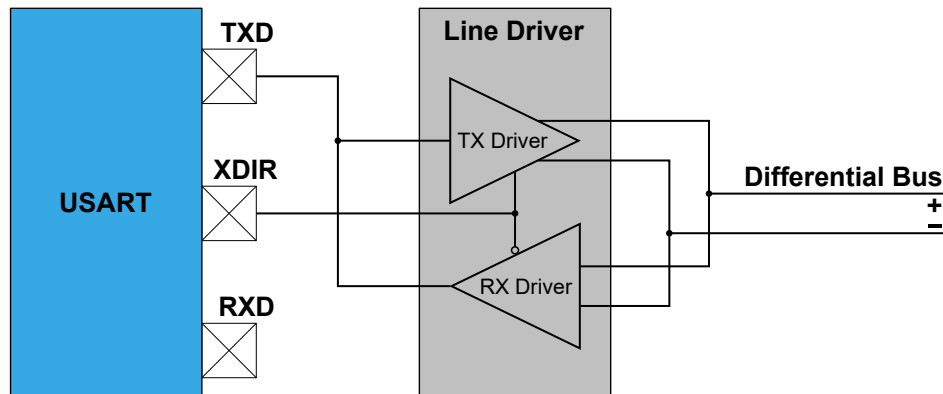 TXD
Line Driver
TX Driver
XDIR
USART
Differential Bus
+
−
RX Driver
RXD